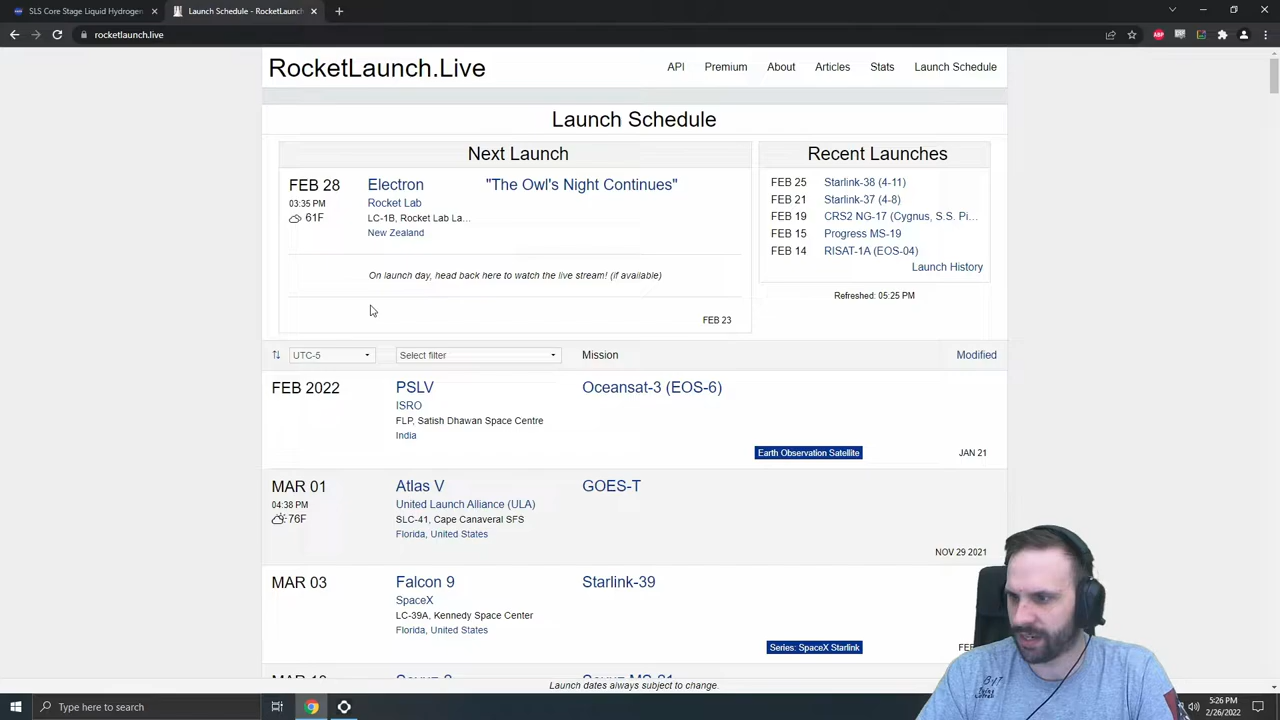 SLS Core Stage Liquid Hydrogen
Launch Schedule - RocketLaunch
rocketlaunch.live
RocketLaunch.Live
API Premium About Articles Stats Launch Schedule
Launch Schedule
Next Launch
FEB 28
03:35 PM
61F
Electron
Rocket Lab
LC-1B, Rocket Lab La...
New Zealand
"The Owl's Night Continues"
On launch day, head back here to watch the live stream! (if available)
FEB 23
Recent Launches
FEB 25 Starlink-38 (4-11)
FEB 21 Starlink-37 (4-8)
FEB 19 CRS2 NG-17 (Cygnus, S.S. Pi...
FEB 15 Progress MS-19
FEB 14 RISAT-1A (EOS-04)
Launch History
Refreshed: 05:25 PM
UTC-5 Select filter Mission Modified
FEB 2022
PSLV
ISRO
FLP, Satish Dhawan Space Centre
India
Oceansat-3 (EOS-6)
Earth Observation Satellite
JAN 21
MAR 01
04:38 PM
76F
Atlas V
United Launch Alliance (ULA)
SLC-41, Cape Canaveral SFS
Florida, United States
GOES-T
NOV 29 2021
MAR 03
Falcon 9
SpaceX
LC-39A, Kennedy Space Center
Florida, United States
Starlink-39
Series: SpaceX Starlink
Launch dates always subject to change.
Type here to search
5:26 PM
2/26/2022